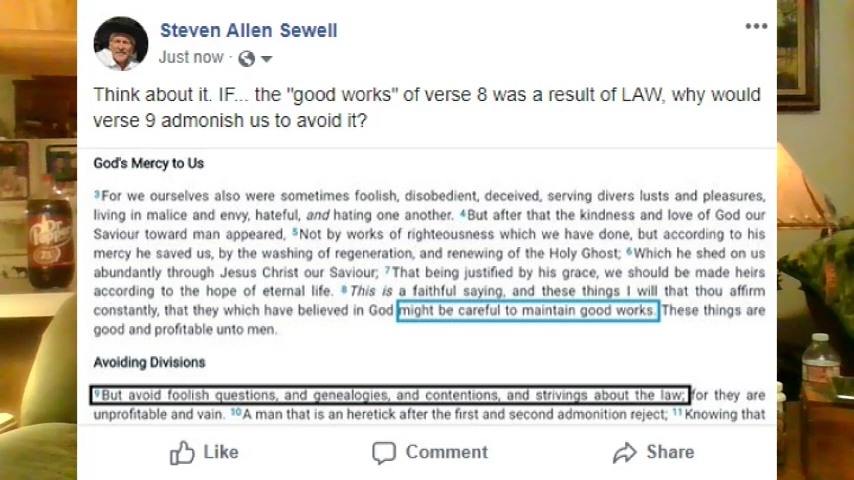 Steven Allen Sewell
Just now
Think about it. IF... the "good works" of verse 8 was a result of LAW, why would
verse 9 admonish us to avoid it?
God's Mercy to Us
3For we ourselves also were sometimes foolish, disobedient, deceived, serving divers lusts and pleasures,
living in malice and envy, hateful, and hating one another. 4But after that the kindness and love of God our
Saviour toward man appeared, 5Not by works of righteousness which we have done, but according to his
mercy he saved us, by the washing of regeneration, and renewing of the Holy Ghost; 6Which he shed on us
abundantly through Jesus Christ our Saviour; 7That being justified by his grace, we should be made heirs
according to the hope of eternal life. 8This is a faithful saying, and these things I will that thou affirm
constantly, that they which have believed in God might be careful to maintain good works. These things are
good and profitable unto men.
Avoiding Divisions
9But avoid foolish questions, and genealogies, and contentions, and strivings about the law; for they are
unprofitable and vain. 10A man that is an heretick after the first and second admonition reject; 11Knowing that
Like Comment Share
Dr Pepper